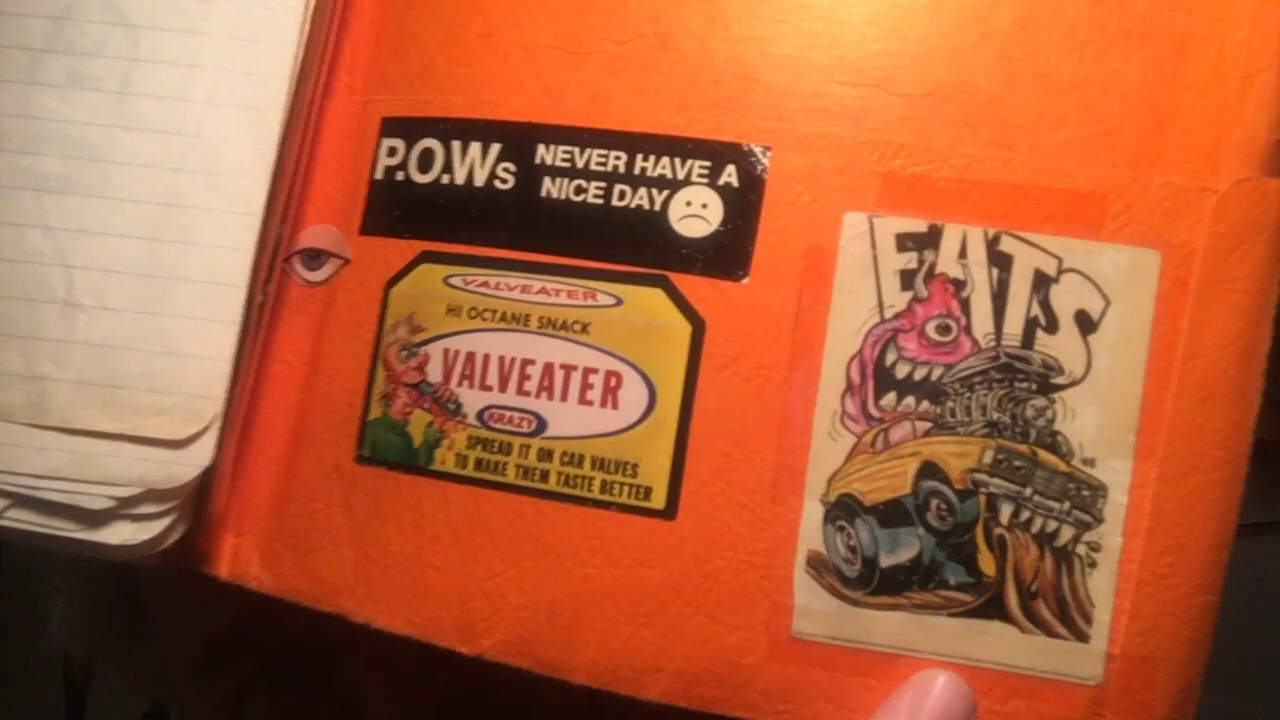 P.O.Ws
NEVER HAVE A
NICE DAY
VALVEATER
HI OCTANE SNACK
VALVEATER
KRAZY
SPREAD IT ON CAR VALVES
TO MAKE THEM TASTE BETTER
EATS